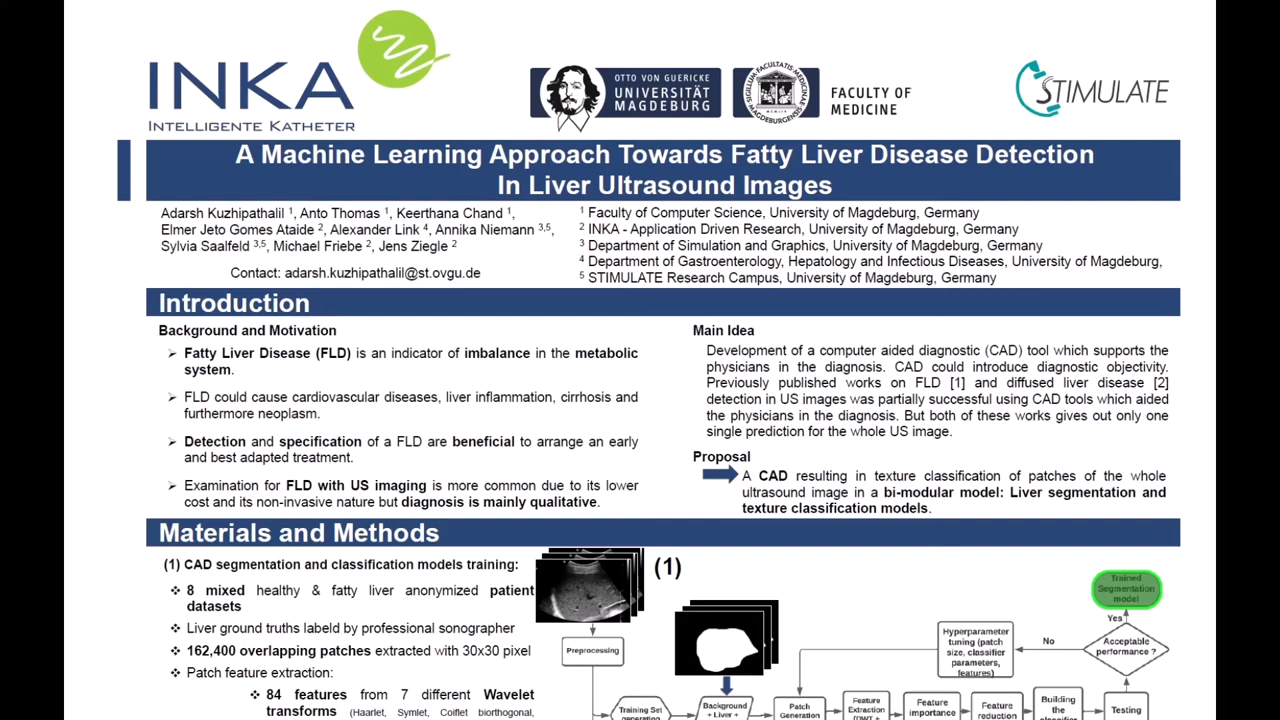 INKA
INTELLIGENTE KATHETER
OTTO VON GUERICKE
UNIVERSITÄT
MAGDEBURG
FACULTY OF
MEDICINE
STIMULATE
A Machine Learning Approach Towards Fatty Liver Disease Detection
In Liver Ultrasound Images
Adarsh Kuzhipathalil 1, Anto Thomas 1, Keerthana Chand 1,
Elmer Jeto Gomes Ataide 2, Alexander Link 4, Annika Niemann 3,5,
Sylvia Saalfeld 3,5, Michael Friebe 2, Jens Ziegle 2
Contact: adarsh.kuzhipathalil@st.ovgu.de
1 Faculty of Computer Science, University of Magdeburg, Germany
2 INKA - Application Driven Research, University of Magdeburg, Germany
3 Department of Simulation and Graphics, University of Magdeburg, Germany
4 Department of Gastroenterology, Hepatology and Infectious Diseases, University of Magdeburg,
5 STIMULATE Research Campus, University of Magdeburg, Germany
Introduction
Background and Motivation
Fatty Liver Disease (FLD) is an indicator of imbalance in the metabolic
system.
FLD could cause cardiovascular diseases, liver inflammation, cirrhosis and
furthermore neoplasm.
Detection and specification of a FLD are beneficial to arrange an early
and best adapted treatment.
Examination for FLD with US imaging is more common due to its lower
cost and its non-invasive nature but diagnosis is mainly qualitative.
Main Idea
Development of a computer aided diagnostic (CAD) tool which supports the
physicians in the diagnosis. CAD could introduce diagnostic objectivity.
Previously published works on FLD [1] and diffused liver disease [2]
detection in US images was partially successful using CAD tools which aided
the physicians in the diagnosis. But both of these works gives out only one
single prediction for the whole US image.
Proposal
A CAD resulting in texture classification of patches of the whole
ultrasound image in a bi-modular model: Liver segmentation and
texture classification models.
Materials and Methods
(1) CAD segmentation and classification models training:
8 mixed healthy & fatty liver anonymized patient
datasets
Liver ground truths labeld by professional sonographer
162,400 overlapping patches extracted with 30x30 pixel
Patch feature extraction:
84 features from 7 different Wavelet
transforms (Haarlet, Symlet, Coiflet biorthogonal,
(1)
Preprocessing
Training Set
generation
Background
+ Liver +
Patch
Generation
Feature
Extraction
(DWT +
Feature
importance
Feature
reduction
Building
the
classifier
Testing
Hyperparameter
tuning (patch
size, classifier
parameters,
features)
No
Acceptable
performance ?
Yes
Trained
Segmentation
model